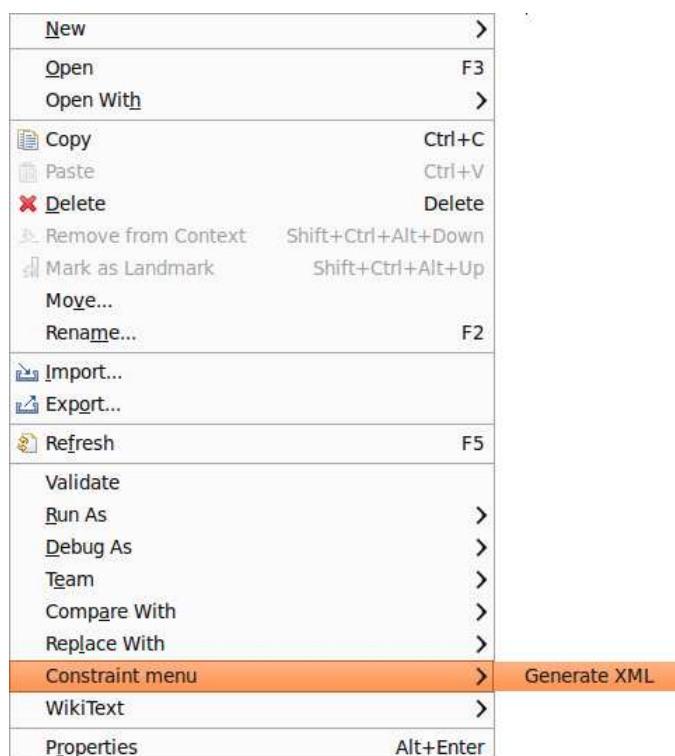 New
Open F3
Open With
Copy Ctrl+C
Paste Ctrl+V
Delete Delete
Remove from Context Shift+Ctrl+Alt+Down
Mark as Landmark Shift+Ctrl+Alt+Up
Move...
Rename... F2
Import...
Export...
Refresh F5
Validate
Run As
Debug As
Team
Compare With
Replace With
Constraint menu Generate XML
WikiText
Properties Alt+Enter